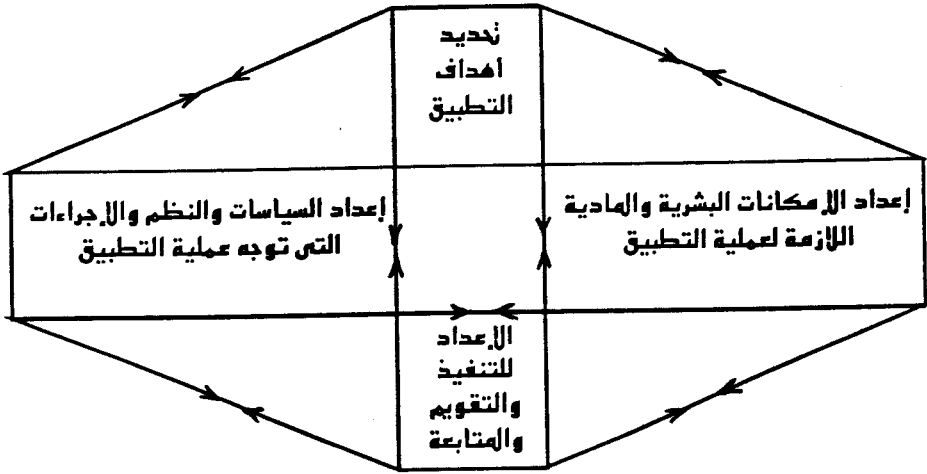 تحديد
أهداف
التطبيق
إعداد الإمكانات البشرية والمادية
اللازمة لعملية التطبيق
إعداد السياسات والنظم والإجراءات
التى توجه عملية التطبيق
الإعداد
للتنفيذ
والتقويم
والمتابعة